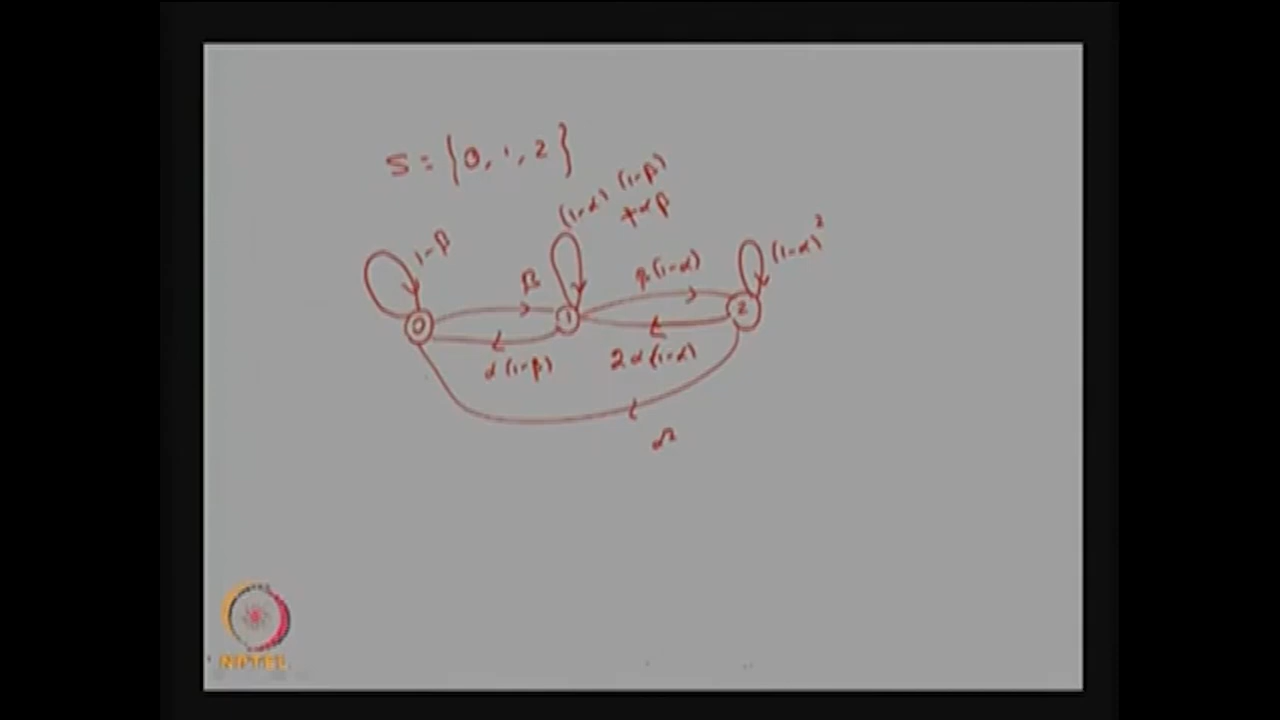 S = {0, 1, 2}
(1-α) (1-β)
+αβ
1-β
β
β(1-α)
(1-α)²
0
1
2
α(1-β)
2α(1-α)
α²
NPTEL